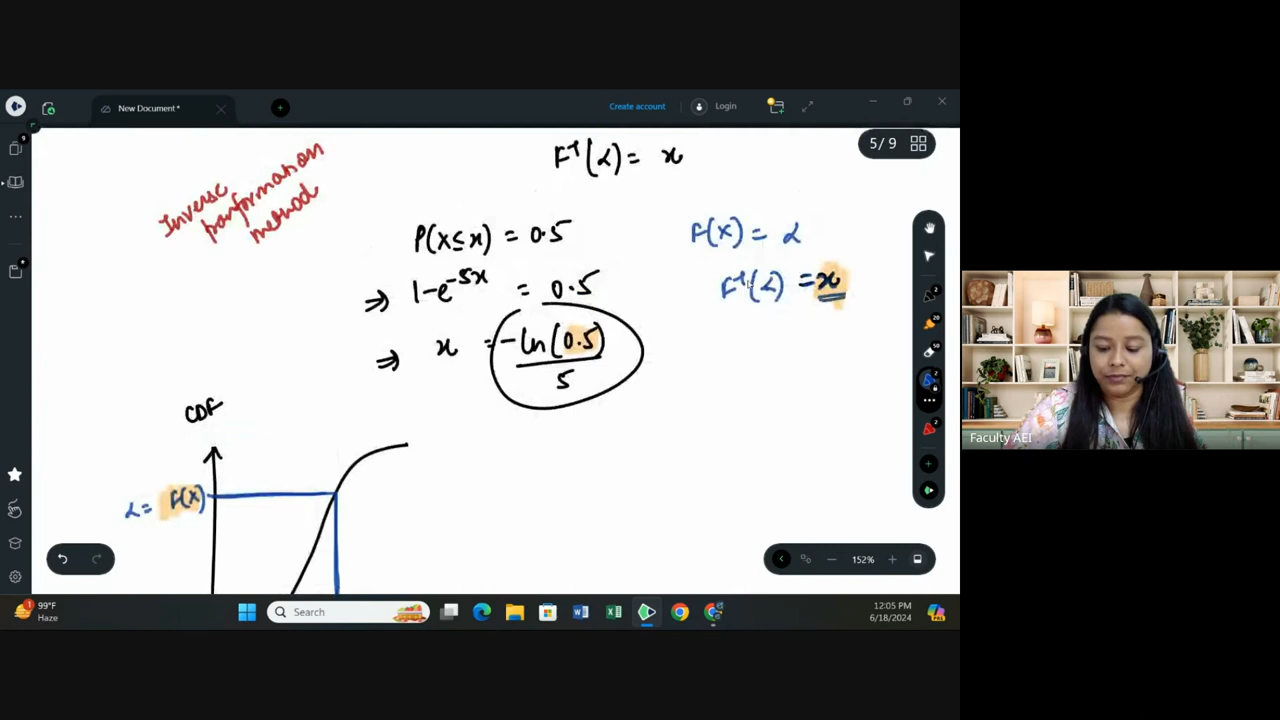 New Document*
Create account
Login
5/9
F⁻¹(α) = x
Inverse
tranformation
method
P(X≤x) = 0.5
F(x) = α
⇒ 1-e^-5x = 0.5
F⁻¹(α) = x
⇒ x = -ln(0.5)
5
CDF
α = F(x)
Faculty AEI
152%
99°F
Haze
Search
12:05 PM
6/18/2024